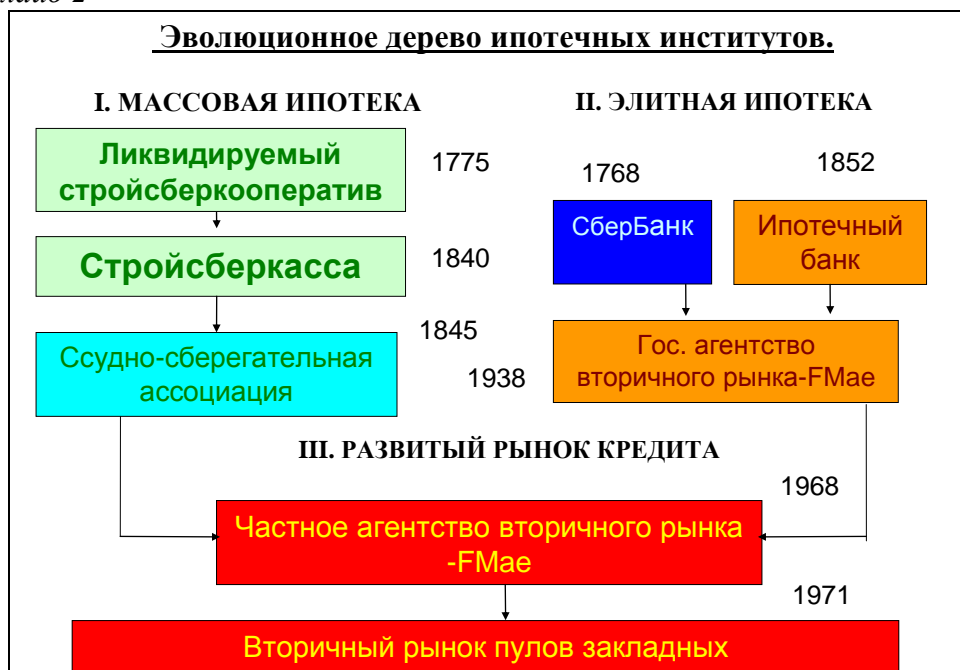 Эволюционное дерево ипотечных институтов.
I. МАССОВАЯ ИПОТЕКА
II. ЭЛИТНАЯ ИПОТЕКА
Ликвидируемый
стройсберкооператив
1775
1768
1852
СберБанк
Ипотечный
банк
Стройсберкасса
1840
1845
Ссудно-сберегательная
ассоциация
1938
Гос. агентство
вторичного рынка-FMae
III. РАЗВИТЫЙ РЫНОК КРЕДИТА
1968
Частное агентство вторичного рынка
-FMae
1971
Вторичный рынок пулов закладных